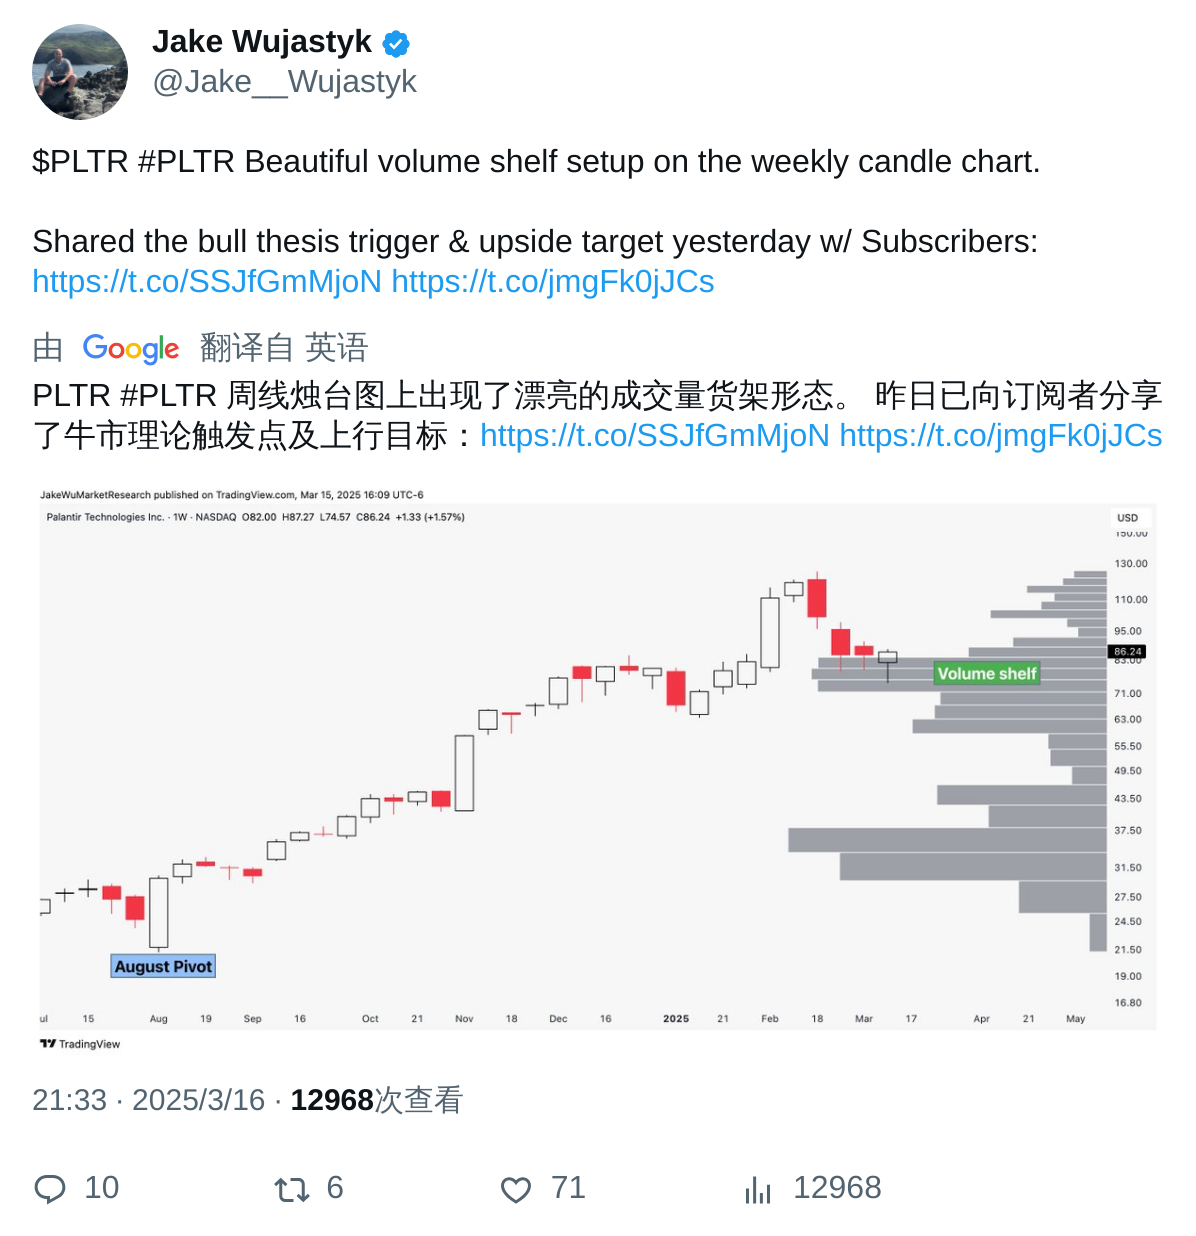 Jake Wujastyk
@Jake__Wujastyk
$PLTR #PLTR Beautiful volume shelf setup on the weekly candle chart.
Shared the bull thesis trigger & upside target yesterday w/ Subscribers:
https://t.co/SSJfGmMjoN https://t.co/jmgFk0jJCs
由 Google 翻译自 英语
PLTR #PLTR 周线烛台图上出现了漂亮的成交量货架形态。 昨日已向订阅者分享
了牛市理论触发点及上行目标：https://t.co/SSJfGmMjoN https://t.co/jmgFk0jJCs
JakeWuMarketResearch published on TradingView.com, Mar 15, 2025 16:09 UTC-6
Palantir Technologies Inc. · 1W · NASDAQ O82.00 H87.27 L74.57 C86.24 +1.33 (+1.57%)
USD
150.00
130.00
110.00
95.00
86.24
83.00
Volume shelf
71.00
63.00
55.50
49.50
43.50
37.50
31.50
27.50
24.50
21.50
August Pivot
19.00
16.80
ul 15 Aug 19 Sep 16 Oct 21 Nov 18 Dec 16 2025 21 Feb 18 Mar 17 Apr 21 May
TradingView
21:33 · 2025/3/16 · 12968次查看
10 6 71 12968